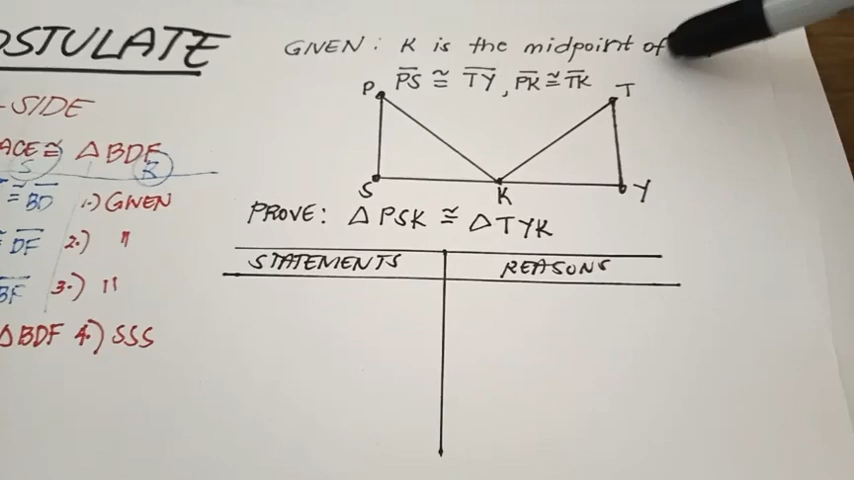 OSTULATE
-SIDE
ACE ≅ △ BDF
S R
≅ BD 1.) GIVEN
≅ DF 2.) "
BF 3.) "
△BDF 4.) SSS
GIVEN: K is the midpoint of
PS ≅ TY, PK ≅ TK
P T
S K Y
PROVE: △ PSK ≅ △ TYK
STATEMENTS REASONS